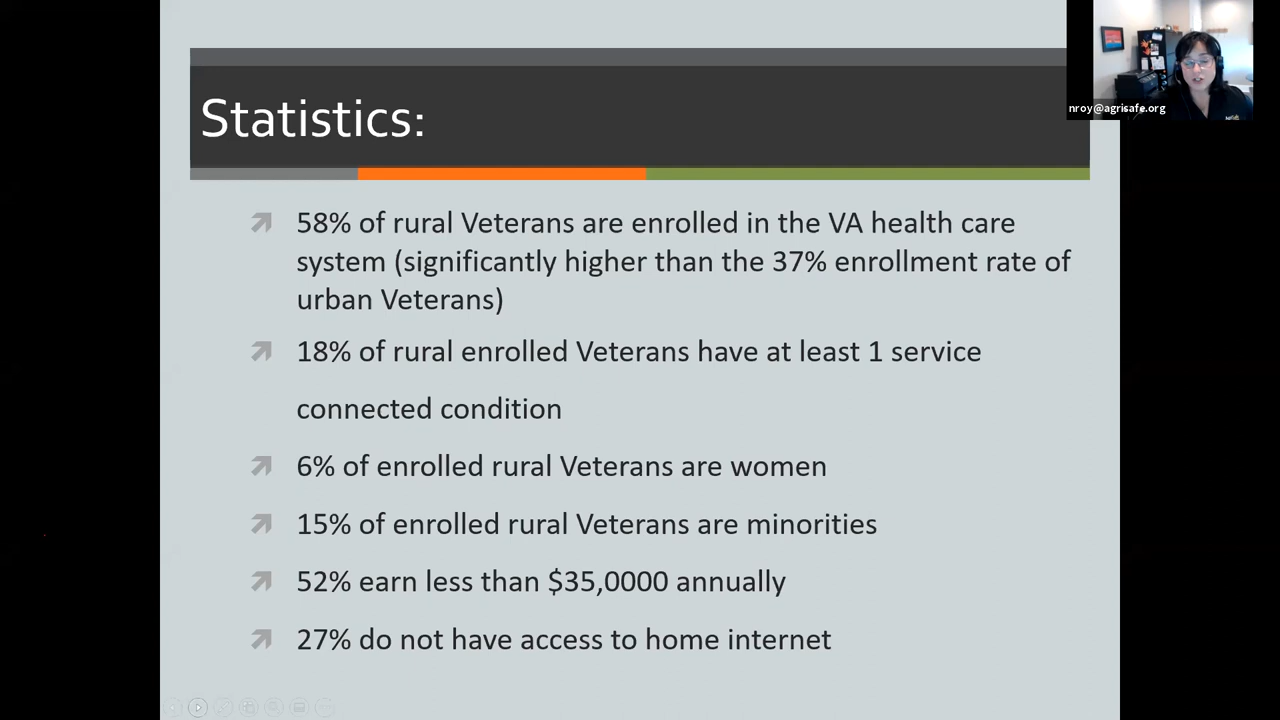 Statistics:
nroy@agrisafe.org
58% of rural Veterans are enrolled in the VA health care
system (significantly higher than the 37% enrollment rate of
urban Veterans)
18% of rural enrolled Veterans have at least 1 service
connected condition
6% of enrolled rural Veterans are women
15% of enrolled rural Veterans are minorities
52% earn less than $35,0000 annually
27% do not have access to home internet